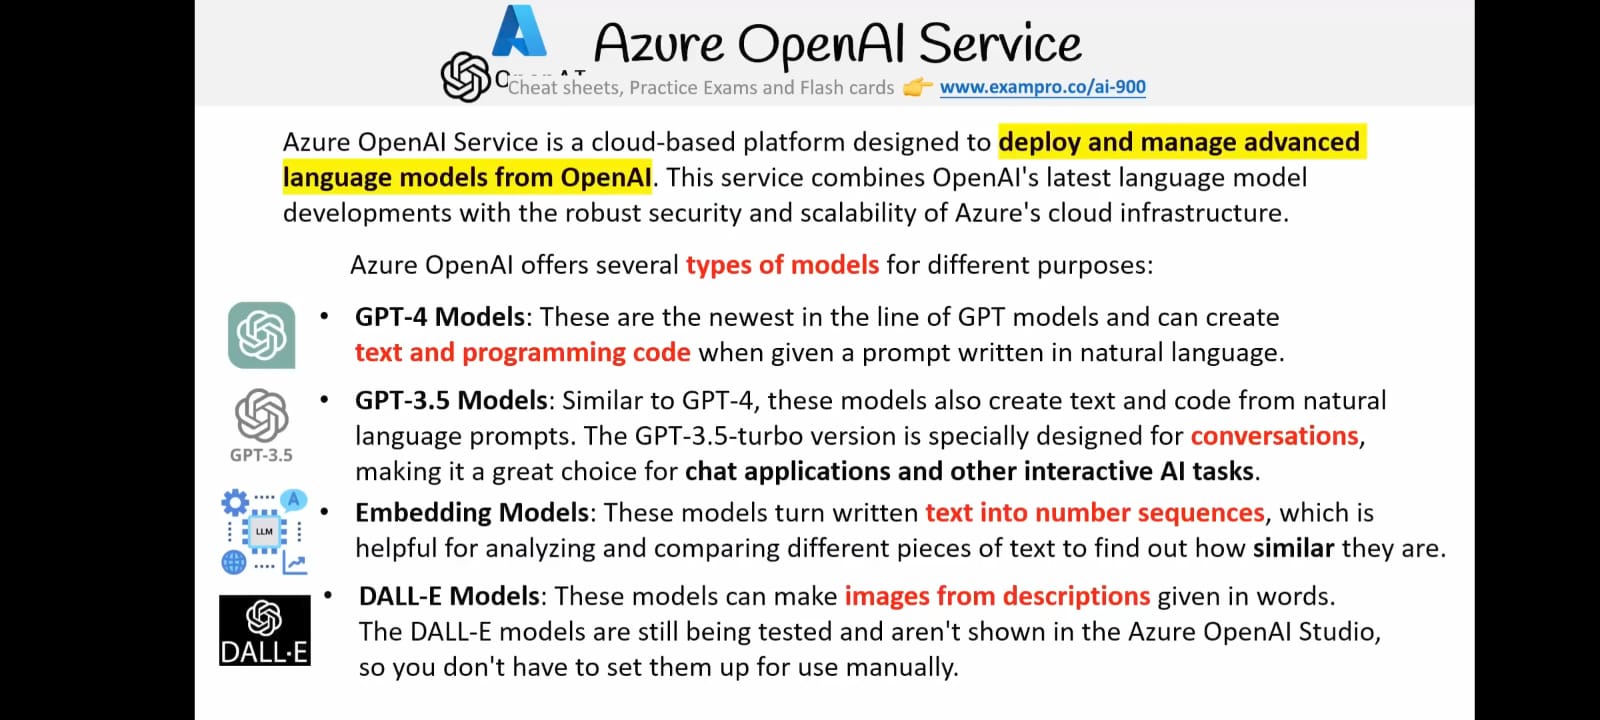 Azure OpenAI Service
Cheat sheets, Practice Exams and Flash cards 👉 www.exampro.co/ai-900
Azure OpenAI Service is a cloud-based platform designed to deploy and manage advanced
language models from OpenAI. This service combines OpenAI's latest language model
developments with the robust security and scalability of Azure's cloud infrastructure.
Azure OpenAI offers several types of models for different purposes:
• GPT-4 Models: These are the newest in the line of GPT models and can create
text and programming code when given a prompt written in natural language.
GPT-3.5
• GPT-3.5 Models: Similar to GPT-4, these models also create text and code from natural
language prompts. The GPT-3.5-turbo version is specially designed for conversations,
making it a great choice for chat applications and other interactive AI tasks.
A
LLM
• Embedding Models: These models turn written text into number sequences, which is
helpful for analyzing and comparing different pieces of text to find out how similar they are.
DALL·E
• DALL-E Models: These models can make images from descriptions given in words.
The DALL-E models are still being tested and aren't shown in the Azure OpenAI Studio,
so you don't have to set them up for use manually.